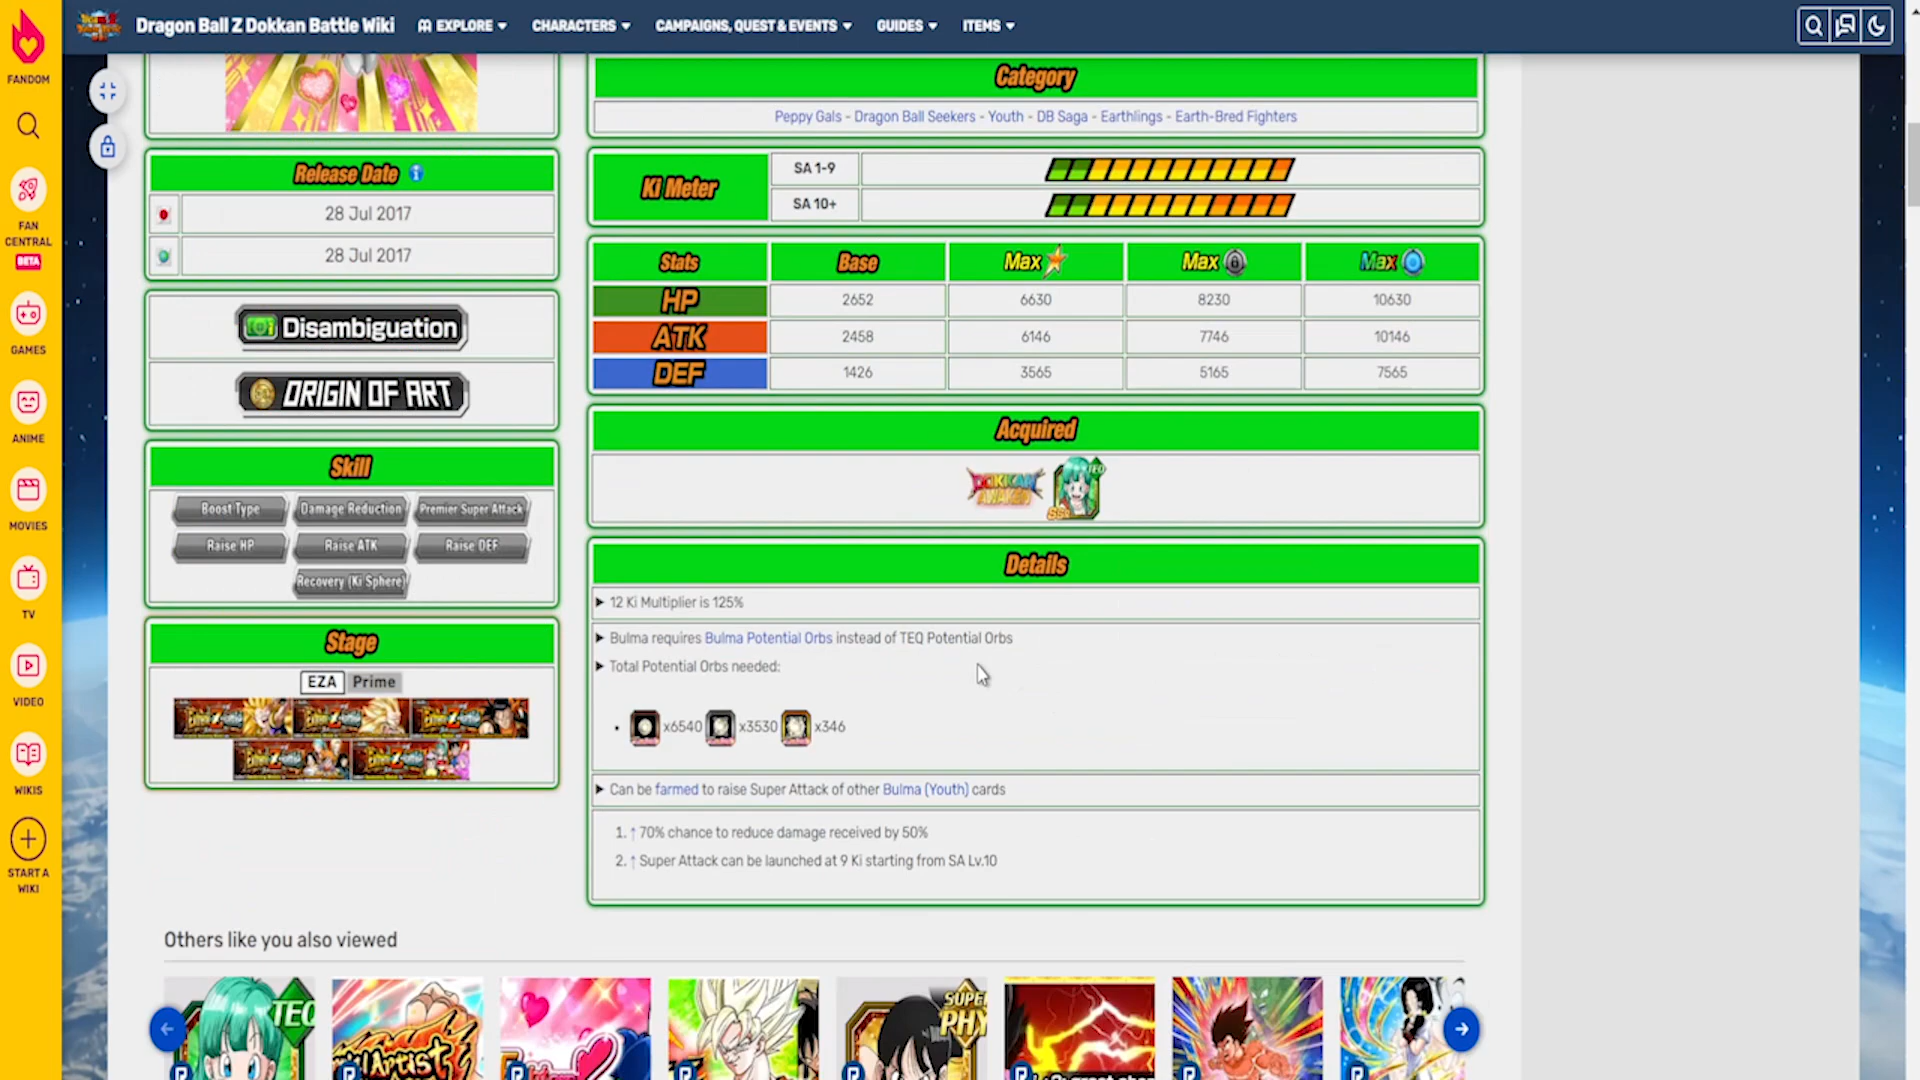 Dragon Ball Z Dokkan Battle Wiki
EXPLORE
CHARACTERS
CAMPAIGNS, QUEST & EVENTS
GUIDES
ITEMS
FANDOM
FAN CENTRAL
BETA
GAMES
ANIME
MOVIES
TV
VIDEO
WIKIS
START A WIKI
Release Date
28 Jul 2017
28 Jul 2017
Disambiguation
ORIGIN OF ART
Skill
Boost Type Damage Reduction Premier Super Attack
Raise HP Raise ATK Raise DEF
Recovery (Ki Sphere)
Stage
EZA Prime
Category
Peppy Gals - Dragon Ball Seekers - Youth - DB Saga - Earthlings - Earth-Bred Fighters
Ki Meter
SA 1-9
SA 10+
Stats Base Max Max Max
HP 2652 6630 8230 10630
ATK 2458 6146 7746 10146
DEF 1426 3565 5165 7565
Acquired
DOKKAN AWAKEN
TEQ
SSR
Details
12 Ki Multiplier is 125%
Bulma requires Bulma Potential Orbs instead of TEQ Potential Orbs
Total Potential Orbs needed:
x6540 x3530 x346
Can be farmed to raise Super Attack of other Bulma (Youth) cards
1. ↑ 70% chance to reduce damage received by 50%
2. ↑ Super Attack can be launched at 9 Ki starting from SA Lv.10
Others like you also viewed
TEQ
SUPER
PHY